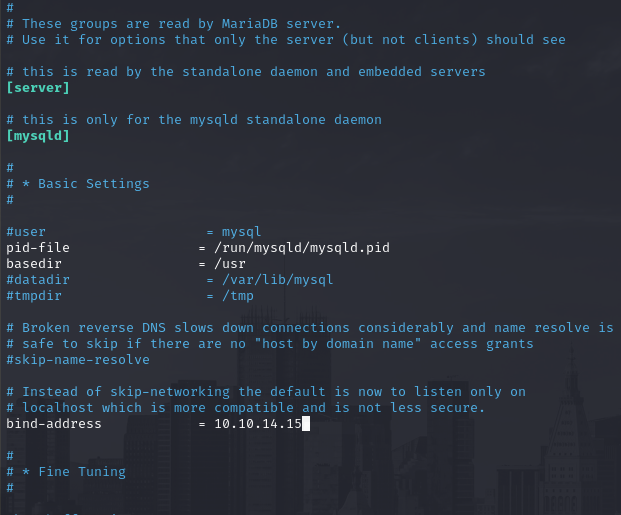 #
# These groups are read by MariaDB server.
# Use it for options that only the server (but not clients) should see

# this is read by the standalone daemon and embedded servers
[server]

# this is only for the mysqld standalone daemon
[mysqld]

#
# * Basic Settings
#

#user                    = mysql
pid-file                = /run/mysqld/mysqld.pid
basedir                 = /usr
#datadir                 = /var/lib/mysql
#tmpdir                  = /tmp

# Broken reverse DNS slows down connections considerably and name resolve is
# safe to skip if there are no "host by domain name" access grants
#skip-name-resolve

# Instead of skip-networking the default is now to listen only on
# localhost which is more compatible and is not less secure.
bind-address            = 10.10.14.15

#
# * Fine Tuning
#